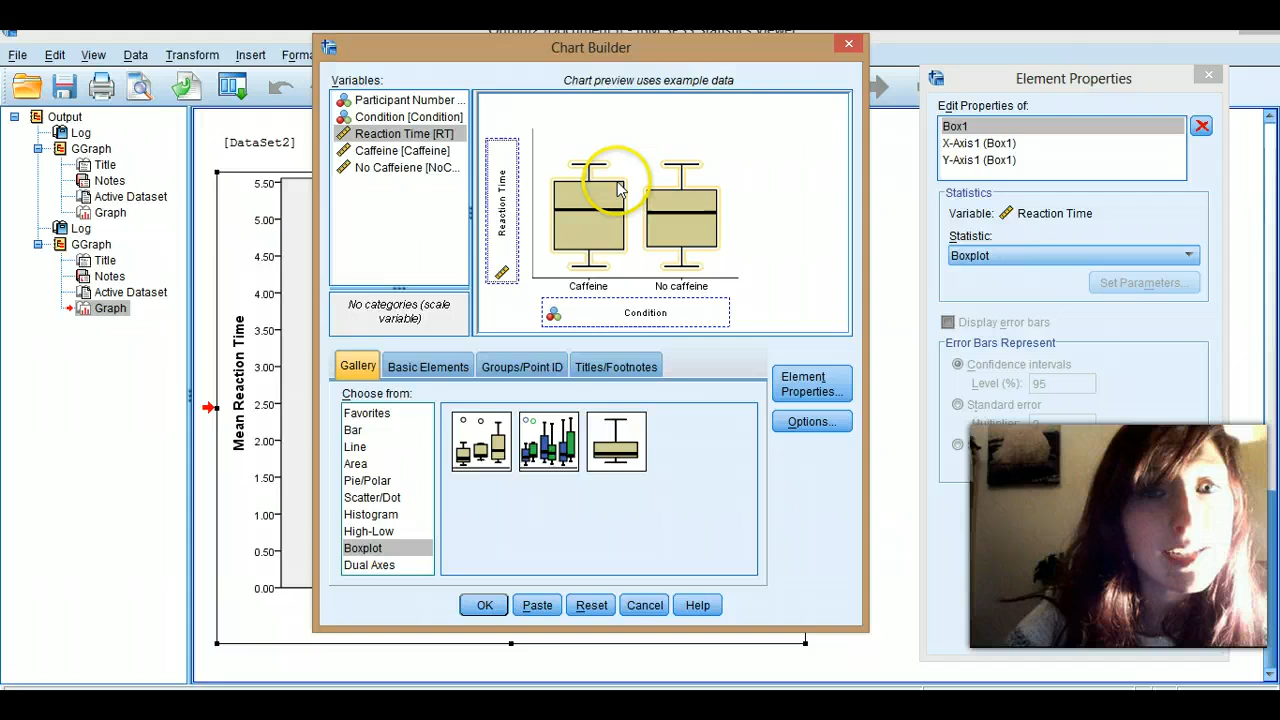 Chart Builder
File Edit View Data Transform Insert
Output
Log
GGraph
Title
Notes
Active Dataset
Graph
Log
GGraph
Title
Notes
Active Dataset
Graph
[DataSet2]
5.50
5.00
4.00
3.50
3.00
2.50
2.00
1.50
1.00
0.50
0.00
Mean Reaction Time
Variables:
Participant Number ...
Condition [Condition]
Reaction Time [RT]
Caffeine [Caffeine]
No Caffeiene [NoC...
No categories (scale
variable)
Chart preview uses example data
Reaction Time
Caffeine No caffeine
Condition
Gallery Basic Elements Groups/Point ID Titles/Footnotes
Choose from:
Favorites
Bar
Line
Area
Pie/Polar
Scatter/Dot
Histogram
High-Low
Boxplot
Dual Axes
Element
Properties...
Options...
OK Paste Reset Cancel Help
Element Properties
Edit Properties of:
Box1
X-Axis1 (Box1)
Y-Axis1 (Box1)
Statistics
Variable: Reaction Time
Statistic:
Boxplot
Set Parameters...
Display error bars
Error Bars Represent
Confidence intervals
Level (%): 95
Standard error